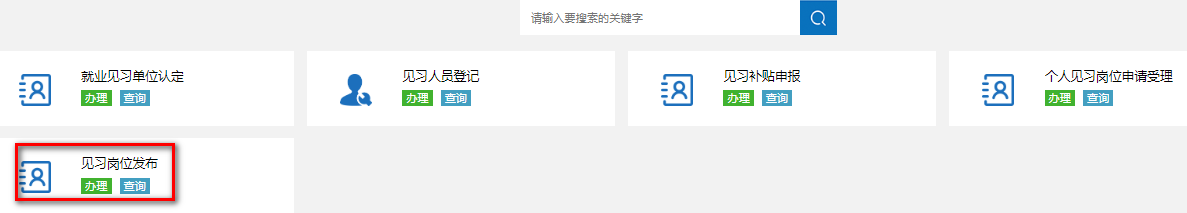 请输入要搜索的关键字
就业见习单位认定
办理 查询
见习人员登记
办理 查询
见习补贴申报
办理 查询
个人见习岗位申请受理
办理 查询
见习岗位发布
办理 查询